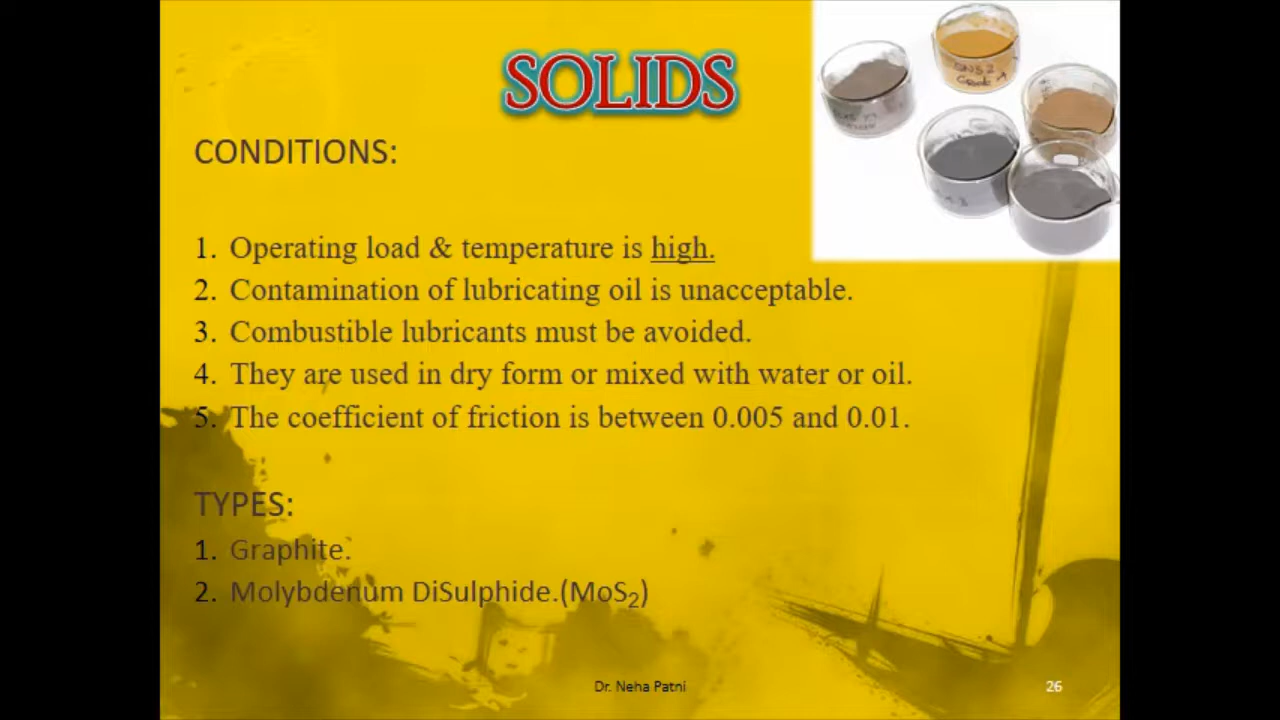 SOLIDS
CONDITIONS:
1. Operating load & temperature is high.
2. Contamination of lubricating oil is unacceptable.
3. Combustible lubricants must be avoided.
4. They are used in dry form or mixed with water or oil.
5. The coefficient of friction is between 0.005 and 0.01.
TYPES:
1. Graphite.
2. Molybdenum DiSulphide.(MoS₂)
Dr. Neha Patni
26